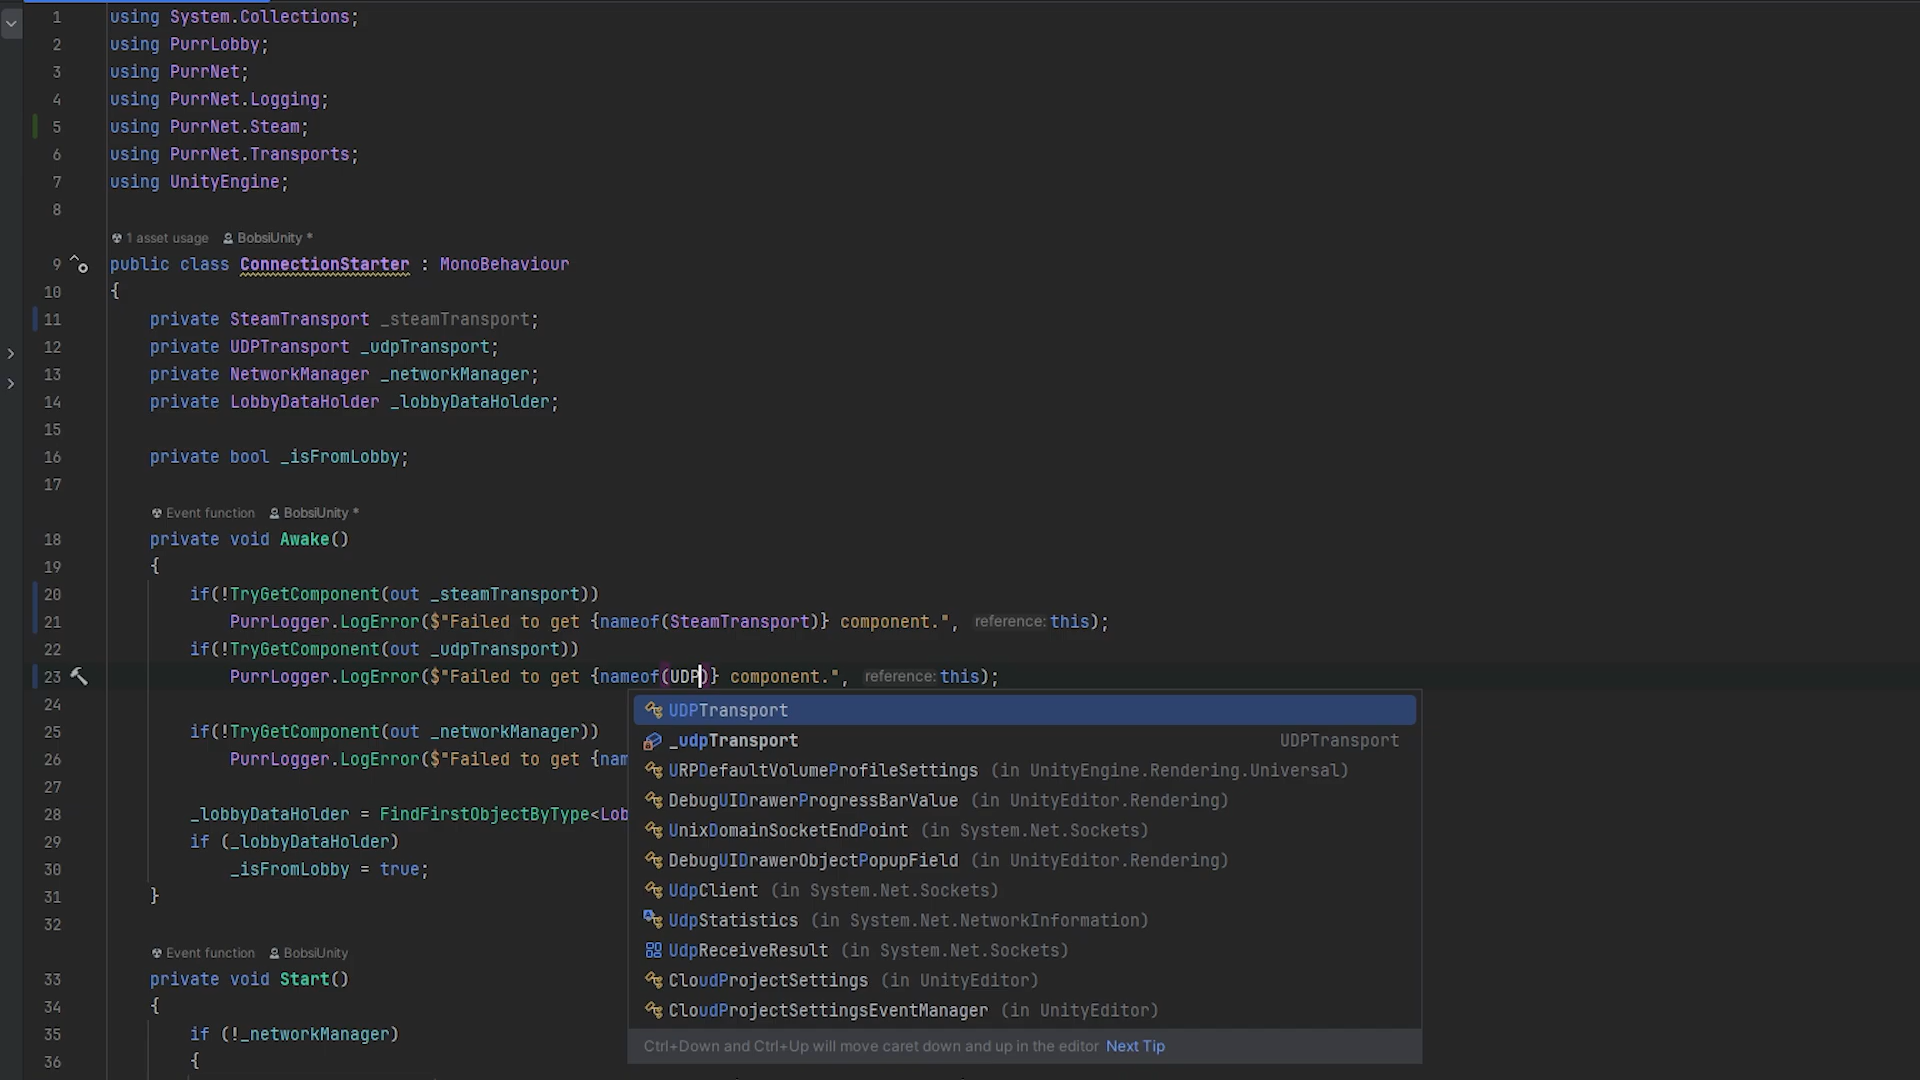 1 using System.Collections;
2 using PurrLobby;
3 using PurrNet;
4 using PurrNet.Logging;
5 using PurrNet.Steam;
6 using PurrNet.Transports;
7 using UnityEngine;
8
1 asset usage BobsiUnity *
9 public class ConnectionStarter : MonoBehaviour
10 {
11 private SteamTransport _steamTransport;
12 private UDPTransport _udpTransport;
13 private NetworkManager _networkManager;
14 private LobbyDataHolder _lobbyDataHolder;
15
16 private bool _isFromLobby;
17
Event function BobsiUnity *
18 private void Awake()
19 {
20 if(!TryGetComponent(out _steamTransport))
21 PurrLogger.LogError($"Failed to get {nameof(SteamTransport)} component.", reference: this);
22 if(!TryGetComponent(out _udpTransport))
23 PurrLogger.LogError($"Failed to get {nameof(UDP)} component.", reference: this);
24
25 if(!TryGetComponent(out _networkManager))
26 PurrLogger.LogError($"Failed to get {nam
27
28 _lobbyDataHolder = FindFirstObjectByType<Lob
29 if (_lobbyDataHolder)
30 _isFromLobby = true;
31 }
32
Event function BobsiUnity
33 private void Start()
34 {
35 if (!_networkManager)
36 {
UDPTransport
_udpTransport UDPTransport
URPDefaultVolumeProfileSettings (in UnityEngine.Rendering.Universal)
DebugUIDrawerProgressBarValue (in UnityEditor.Rendering)
UnixDomainSocketEndPoint (in System.Net.Sockets)
DebugUIDrawerObjectPopupField (in UnityEditor.Rendering)
UdpClient (in System.Net.Sockets)
UdpStatistics (in System.Net.NetworkInformation)
UdpReceiveResult (in System.Net.Sockets)
CloudProjectSettings (in UnityEditor)
CloudProjectSettingsEventManager (in UnityEditor)
Ctrl+Down and Ctrl+Up will move caret down and up in the editor Next Tip